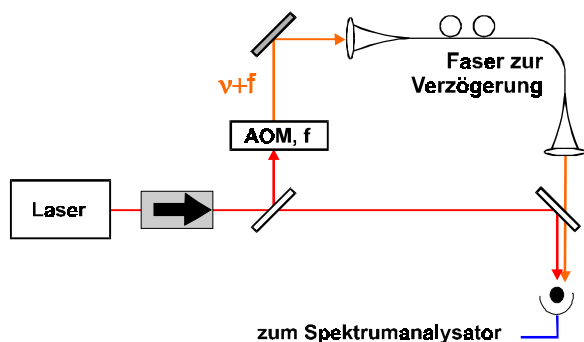 Faser zur
Verzögerung
ν+f
AOM, f
Laser
zum Spektrumanalysator